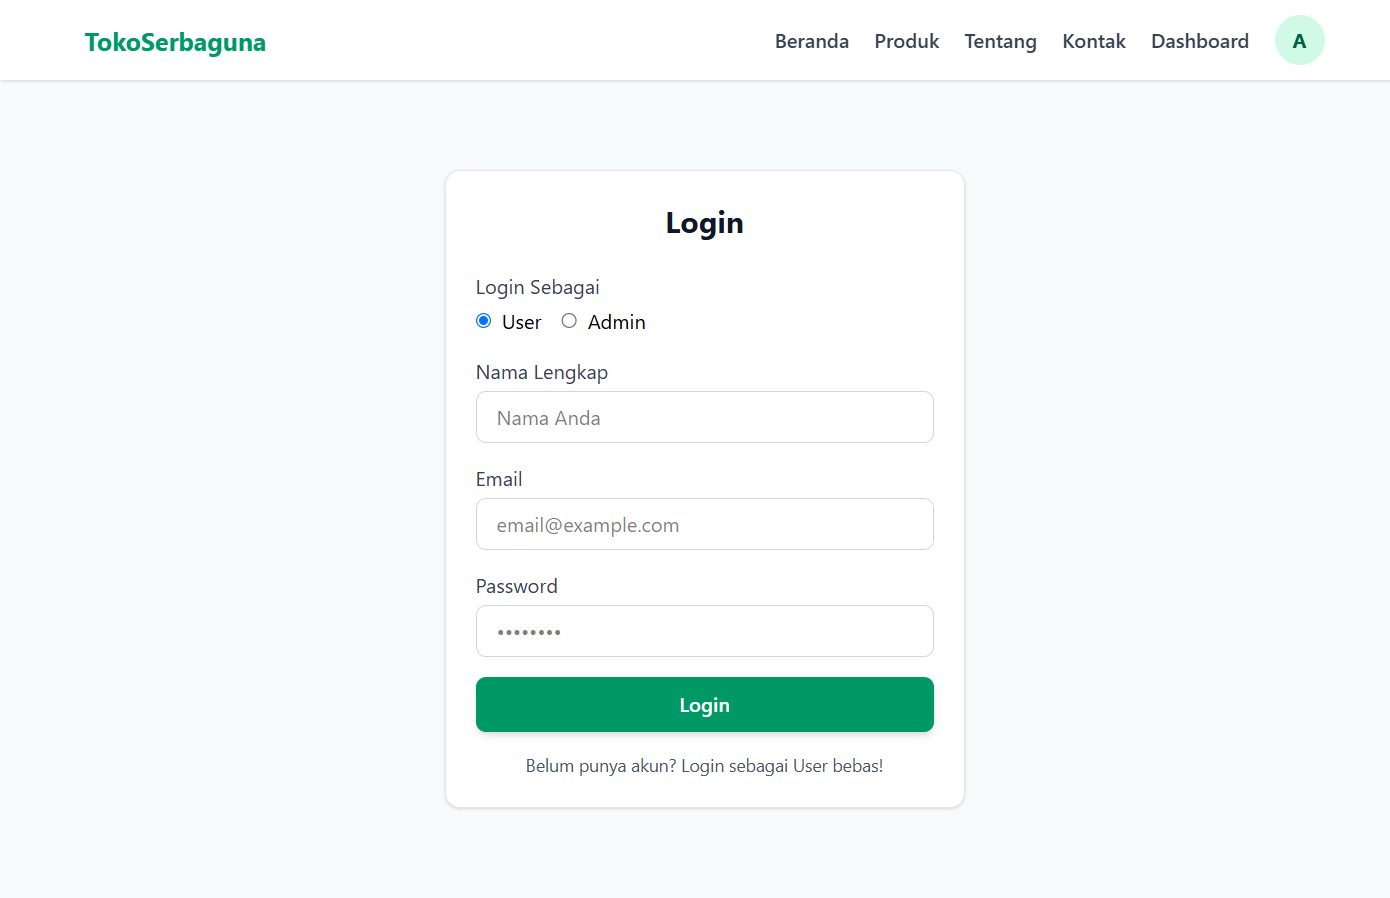 TokoSerbaguna
Beranda Produk Tentang Kontak Dashboard A
Login
Login Sebagai
User Admin
Nama Lengkap
Nama Anda
Email
email@example.com
Password
••••••••
Login
Belum punya akun? Login sebagai User bebas!